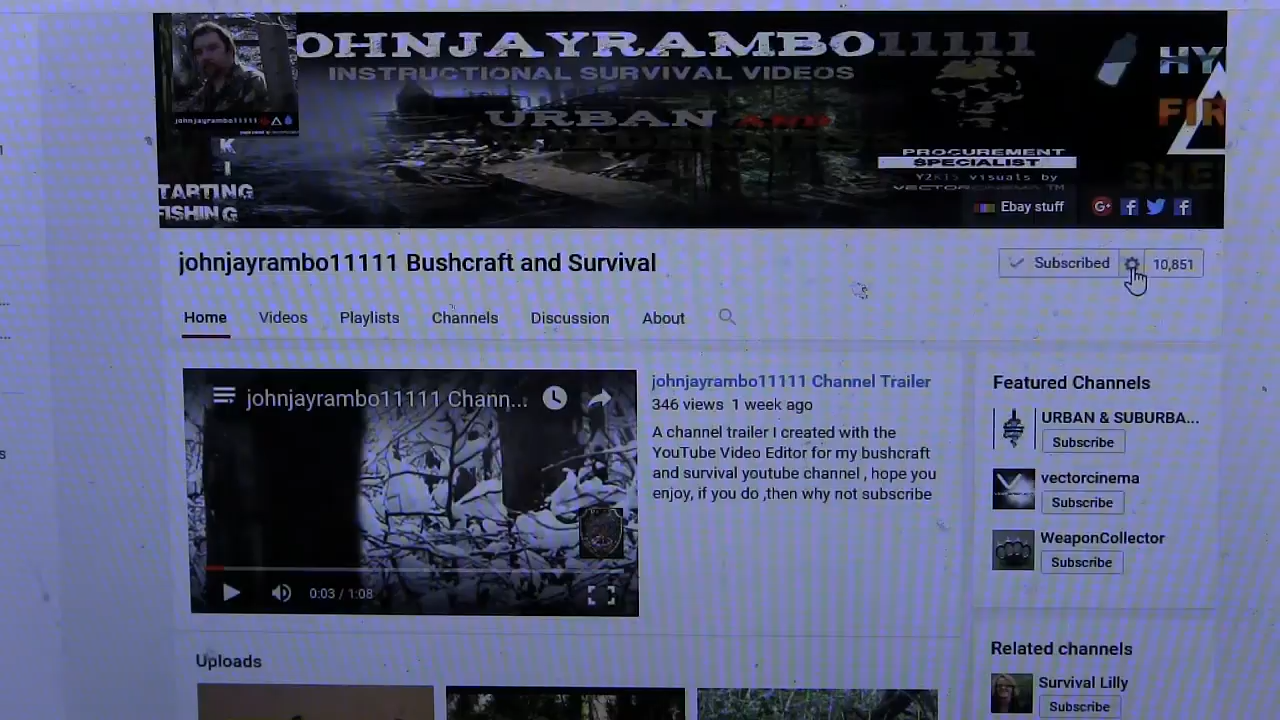 OHNJAYRAMBO11111
INSTRUCTIONAL SURVIVAL VIDEOS
URBAN AND
johnjayrambo11111
HY
FIR
K
I
TARTING
FISHING
PROCUREMENT
SPECIALIST
Y2K15 visuals by
VECTORCINEMA TM
SHE
Ebay stuff
johnjayrambo11111 Bushcraft and Survival
Subscribed 10,851
Home Videos Playlists Channels Discussion About
johnjayrambo11111 Chann...
0:03 / 1:08
johnjayrambo11111 Channel Trailer
346 views 1 week ago
A channel trailer I created with the
YouTube Video Editor for my bushcraft
and survival youtube channel , hope you
enjoy, if you do ,then why not subscribe
Featured Channels
URBAN & SUBURBA...
Subscribe
vectorcinema
Subscribe
WeaponCollector
Subscribe
Related channels
Survival Lilly
Subscribe
Uploads